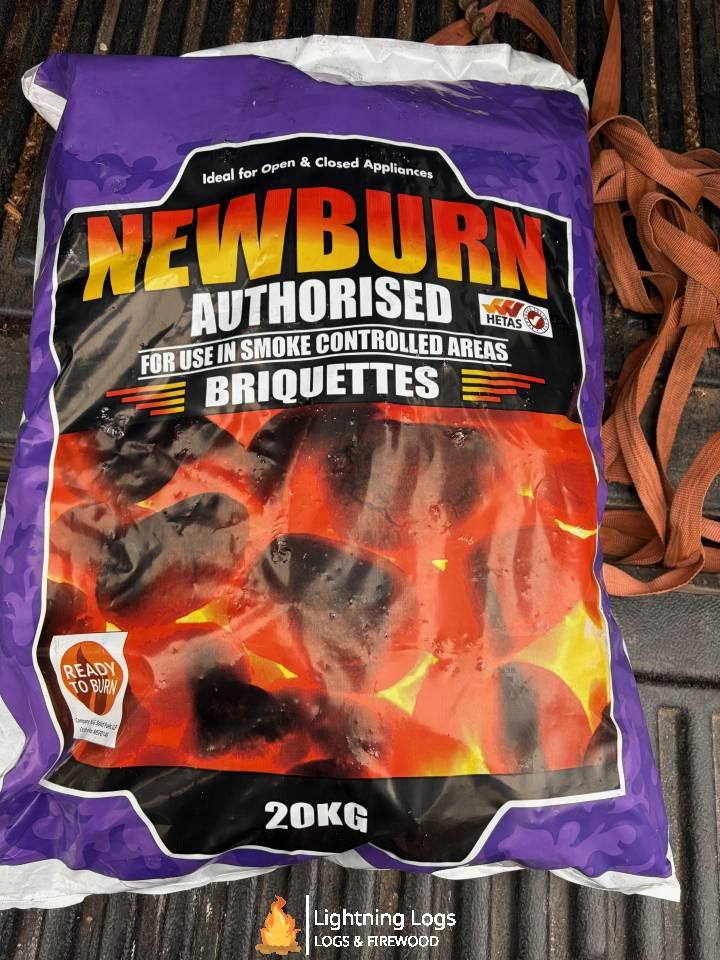 Ideal for Open & Closed Appliances
NEWBURN
AUTHORISED
HETAS
FOR USE IN SMOKE CONTROLLED AREAS
BRIQUETTES
READY
TO BURN
20KG
Lightning Logs
LOGS & FIREWOOD